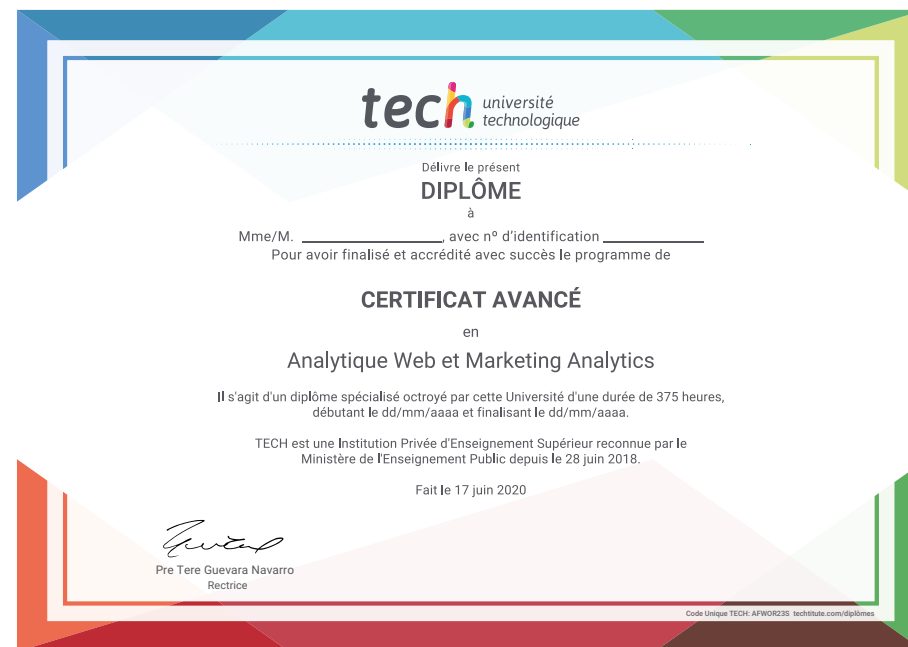 tech université
technologique
Délivre le présent
DIPLÔME
à
Mme/M. ____________________, avec nº d'identification ______________
Pour avoir finalisé et accrédité avec succès le programme de
CERTIFICAT AVANCÉ
en
Analytique Web et Marketing Analytics
Il s'agit d'un diplôme spécialisé octroyé par cette Université d'une durée de 375 heures,
débutant le dd/mm/aaaa et finalisant le dd/mm/aaaa.
TECH est une Institution Privée d'Enseignement Supérieur reconnue par le
Ministère de l'Enseignement Public depuis le 28 juin 2018.
Fait le 17 juin 2020
Pre Tere Guevara Navarro
Rectrice
Code Unique TECH: AFWOR23S techtitute.com/diplômes